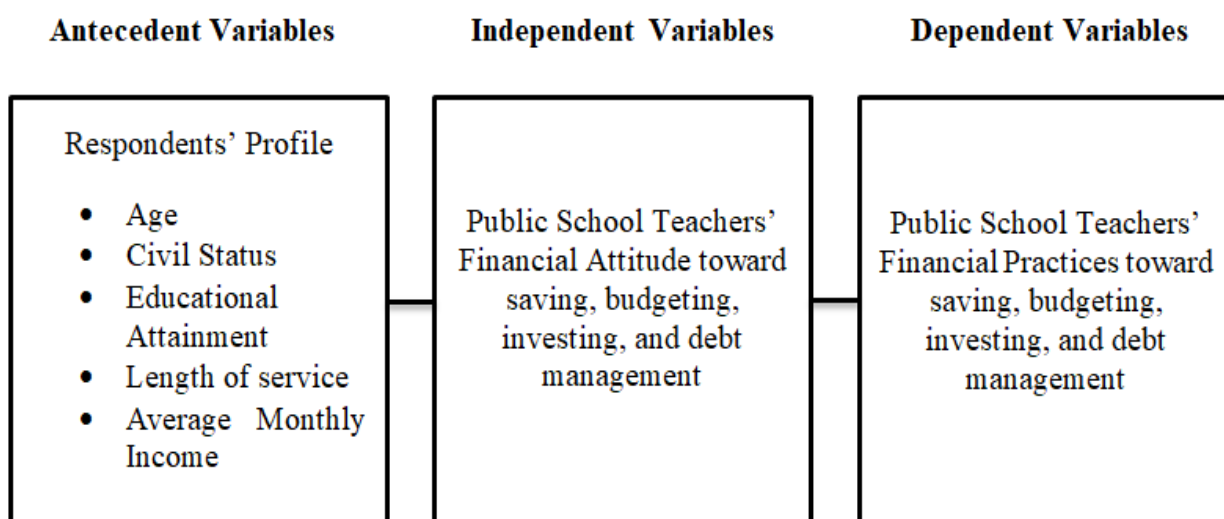 Antecedent Variables
Independent Variables
Dependent Variables
Respondents’ Profile
• Age
• Civil Status
• Educational
Attainment
• Length of service
• Average Monthly
Income
Public School Teachers’
Financial Attitude toward
saving, budgeting,
investing, and debt
management
Public School Teachers’
Financial Practices toward
saving, budgeting,
investing, and debt
management